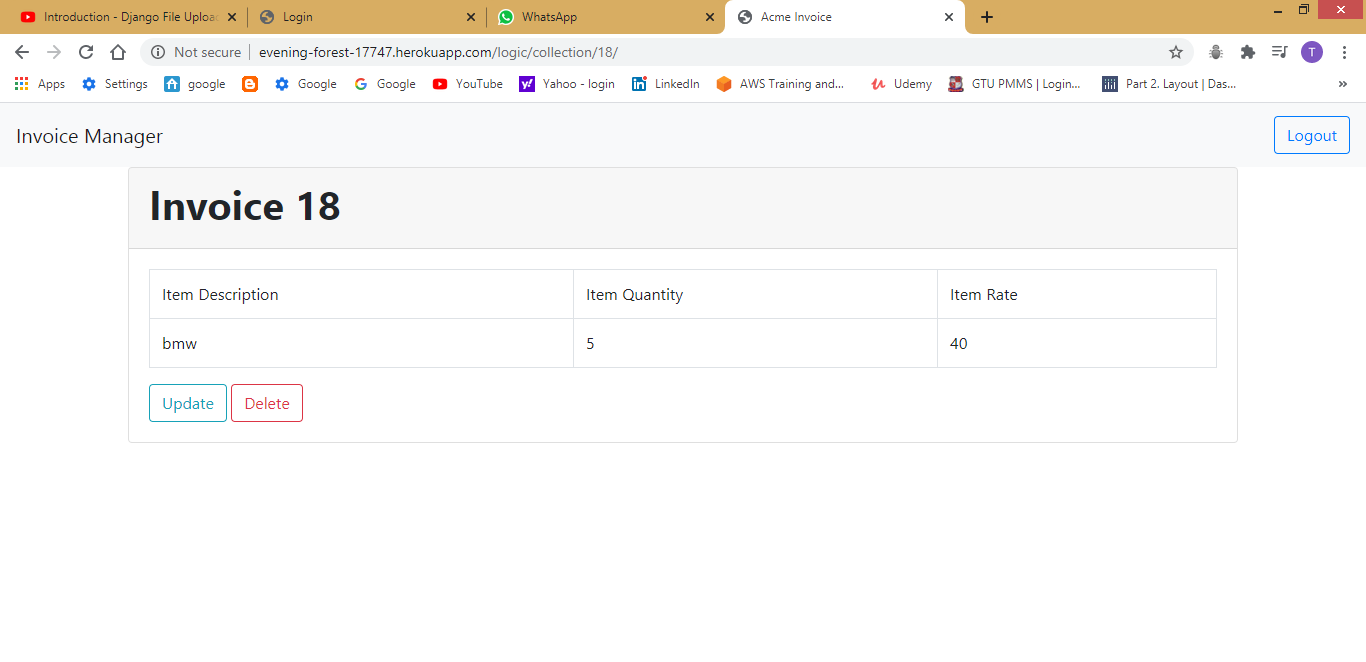 Introduction - Django File Upload Login WhatsApp Acme Invoice
Not secure evening-forest-17747.herokuapp.com/logic/collection/18/ T
Apps Settings google Google Google YouTube Yahoo - login LinkedIn AWS Training and... Udemy GTU PMMS | Login... Part 2. Layout | Das... »
Invoice Manager Logout
Invoice 18
Item Description Item Quantity Item Rate
bmw 5 40
Update Delete